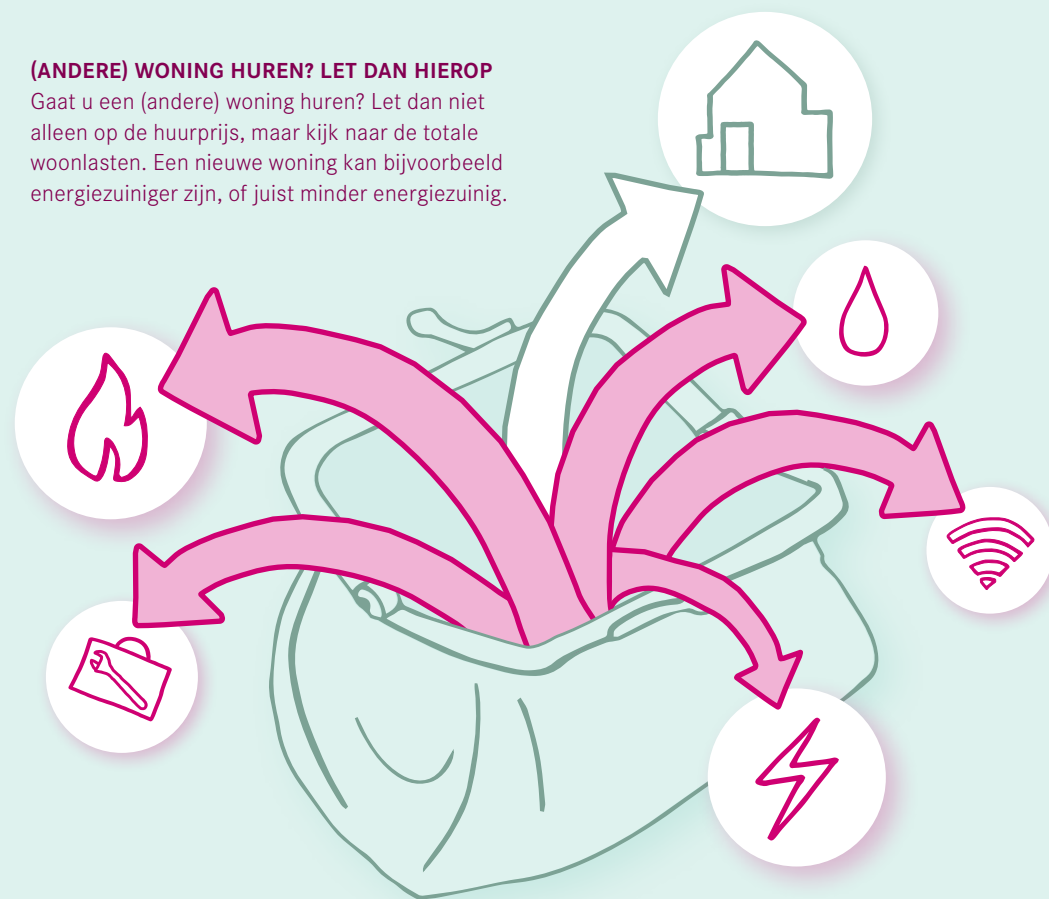 (ANDERE) WONING HUREN? LET DAN HIEROP
Gaat u een (andere) woning huren? Let dan niet
alleen op de huurprijs, maar kijk naar de totale
woonlasten. Een nieuwe woning kan bijvoorbeeld
energiezuiniger zijn, of juist minder energiezuinig.